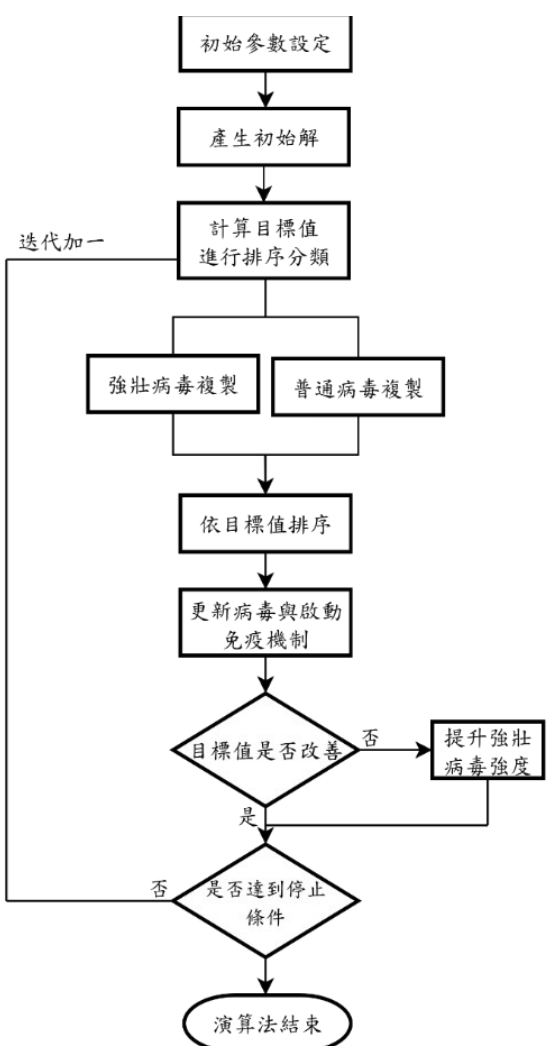 初始參數設定
產生初始解
計算目標值
進行排序分類
迭代加一
強壯病毒複製
普通病毒複製
依目標值排序
更新病毒與啟動
免疫機制
目標值是否改善
否
提升強壯
病毒強度
是
否
是否達到停止
條件
演算法結束